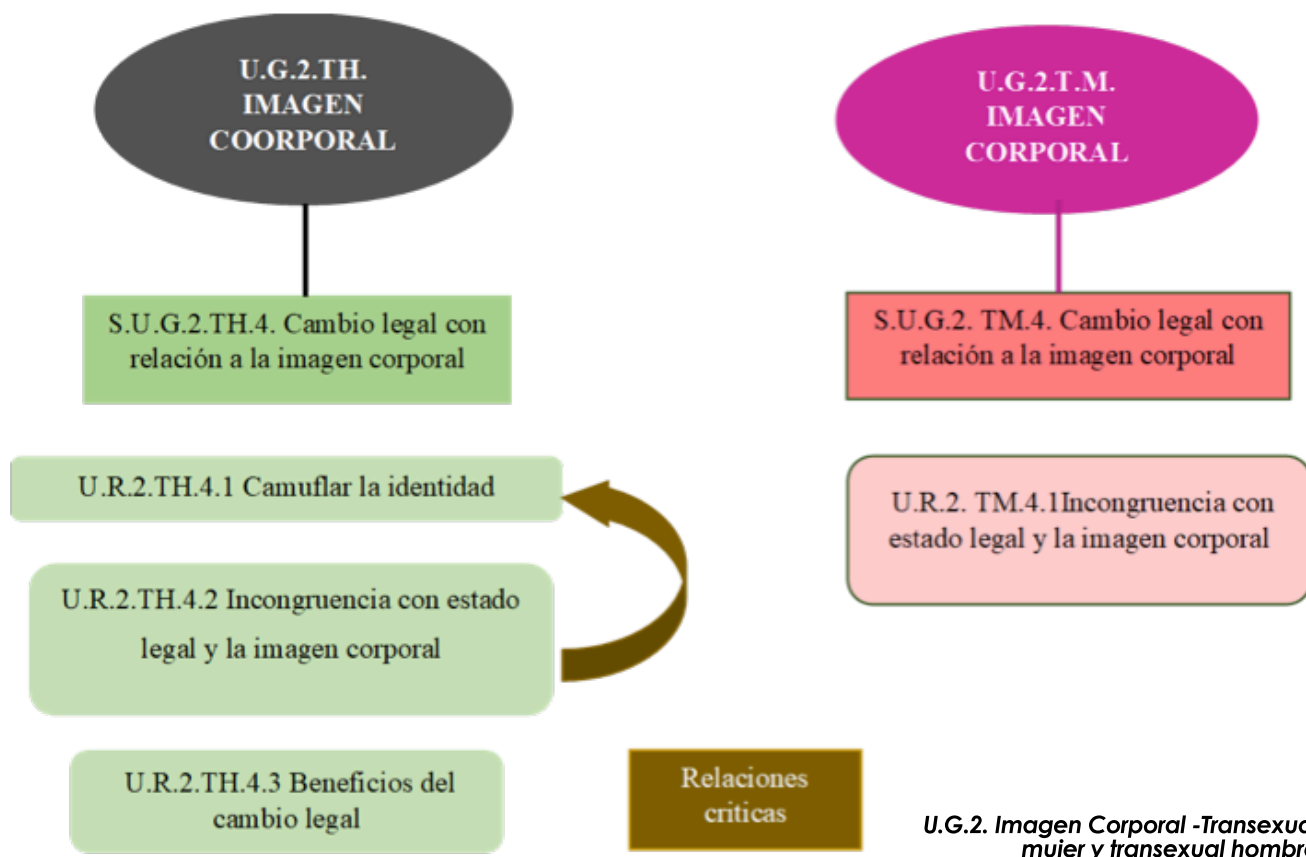 U.G.2.TH.
IMAGEN
COORPORAL
U.G.2.T.M.
IMAGEN
CORPORAL
S.U.G.2.TH.4. Cambio legal con
relación a la imagen corporal
S.U.G.2. TM.4. Cambio legal con
relación a la imagen corporal
U.R.2.TH.4.1 Camuflar la identidad
U.R.2. TM.4.1Incongruencia con
estado legal y la imagen corporal
U.R.2.TH.4.2 Incongruencia con estado
legal y la imagen corporal
U.R.2.TH.4.3 Beneficios del
cambio legal
Relaciones
criticas
U.G.2. Imagen Corporal -Transexua
mujer y transexual hombr